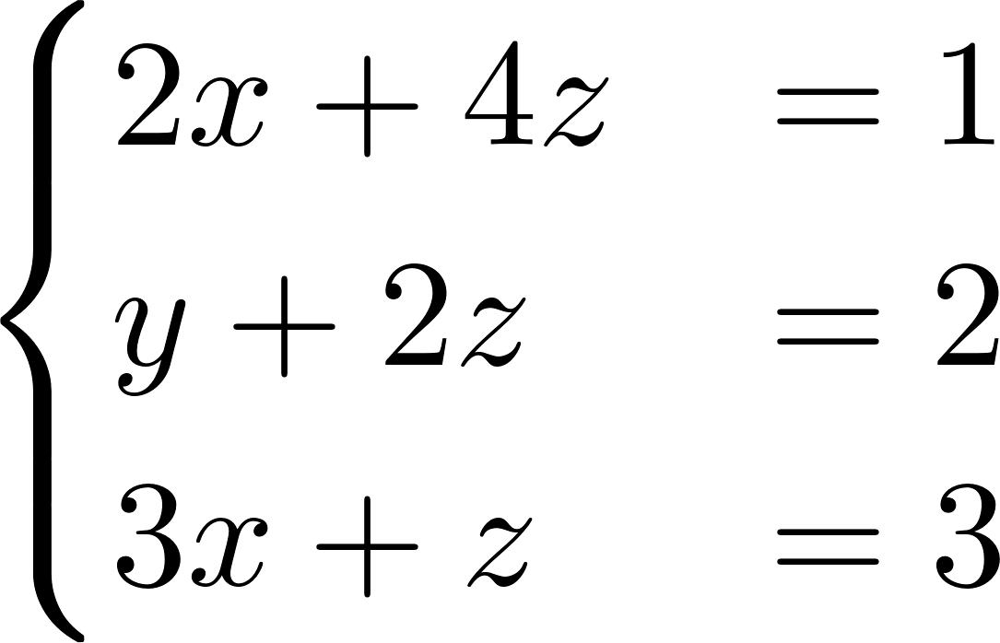 2x + 4z = 1
y + 2z = 2
3x + z = 3